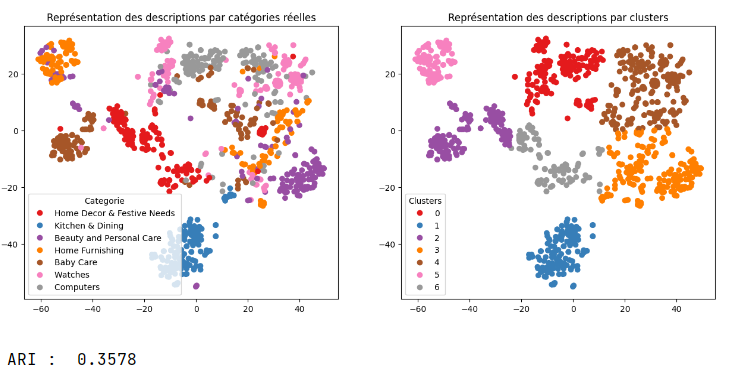 Représentation des descriptions par catégories réelles
20
0
−20
−40
−60
−40
−20
0
20
40
Categorie
Home Decor & Festive Needs
Kitchen & Dining
Beauty and Personal Care
Home Furnishing
Baby Care
Watches
Computers
Représentation des descriptions par clusters
20
0
−20
−40
−60
−40
−20
0
20
40
Clusters
0
1
2
3
4
5
6
ARI :  0.3578